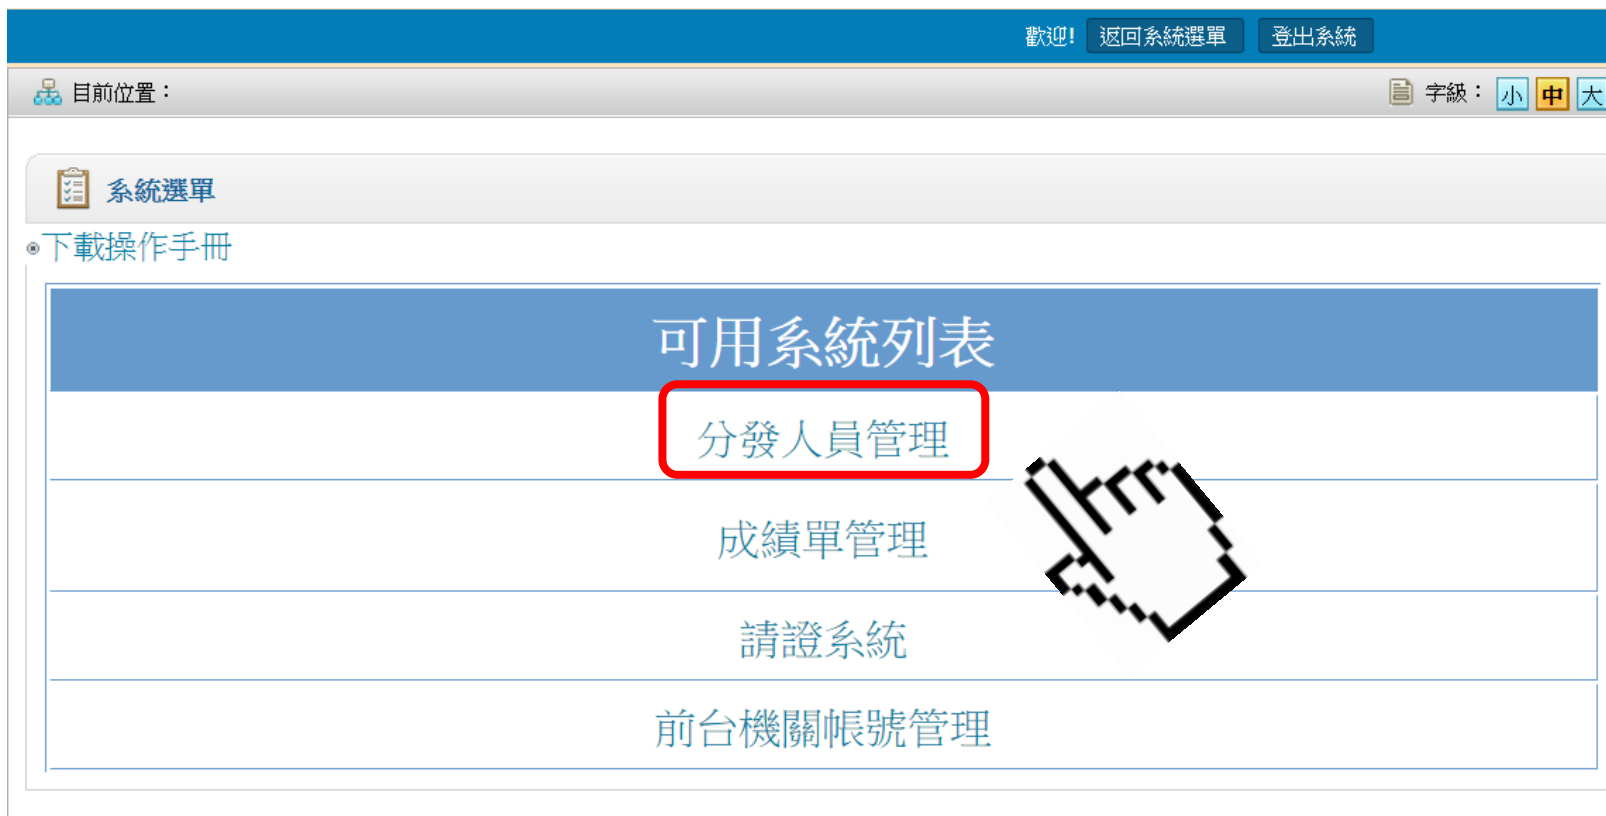 歡迎! 返回系統選單 登出系統
目前位置： 字級： 小 中 大
系統選單
下載操作手冊
可用系統列表
分發人員管理
成績單管理
請證系統
前台機關帳號管理